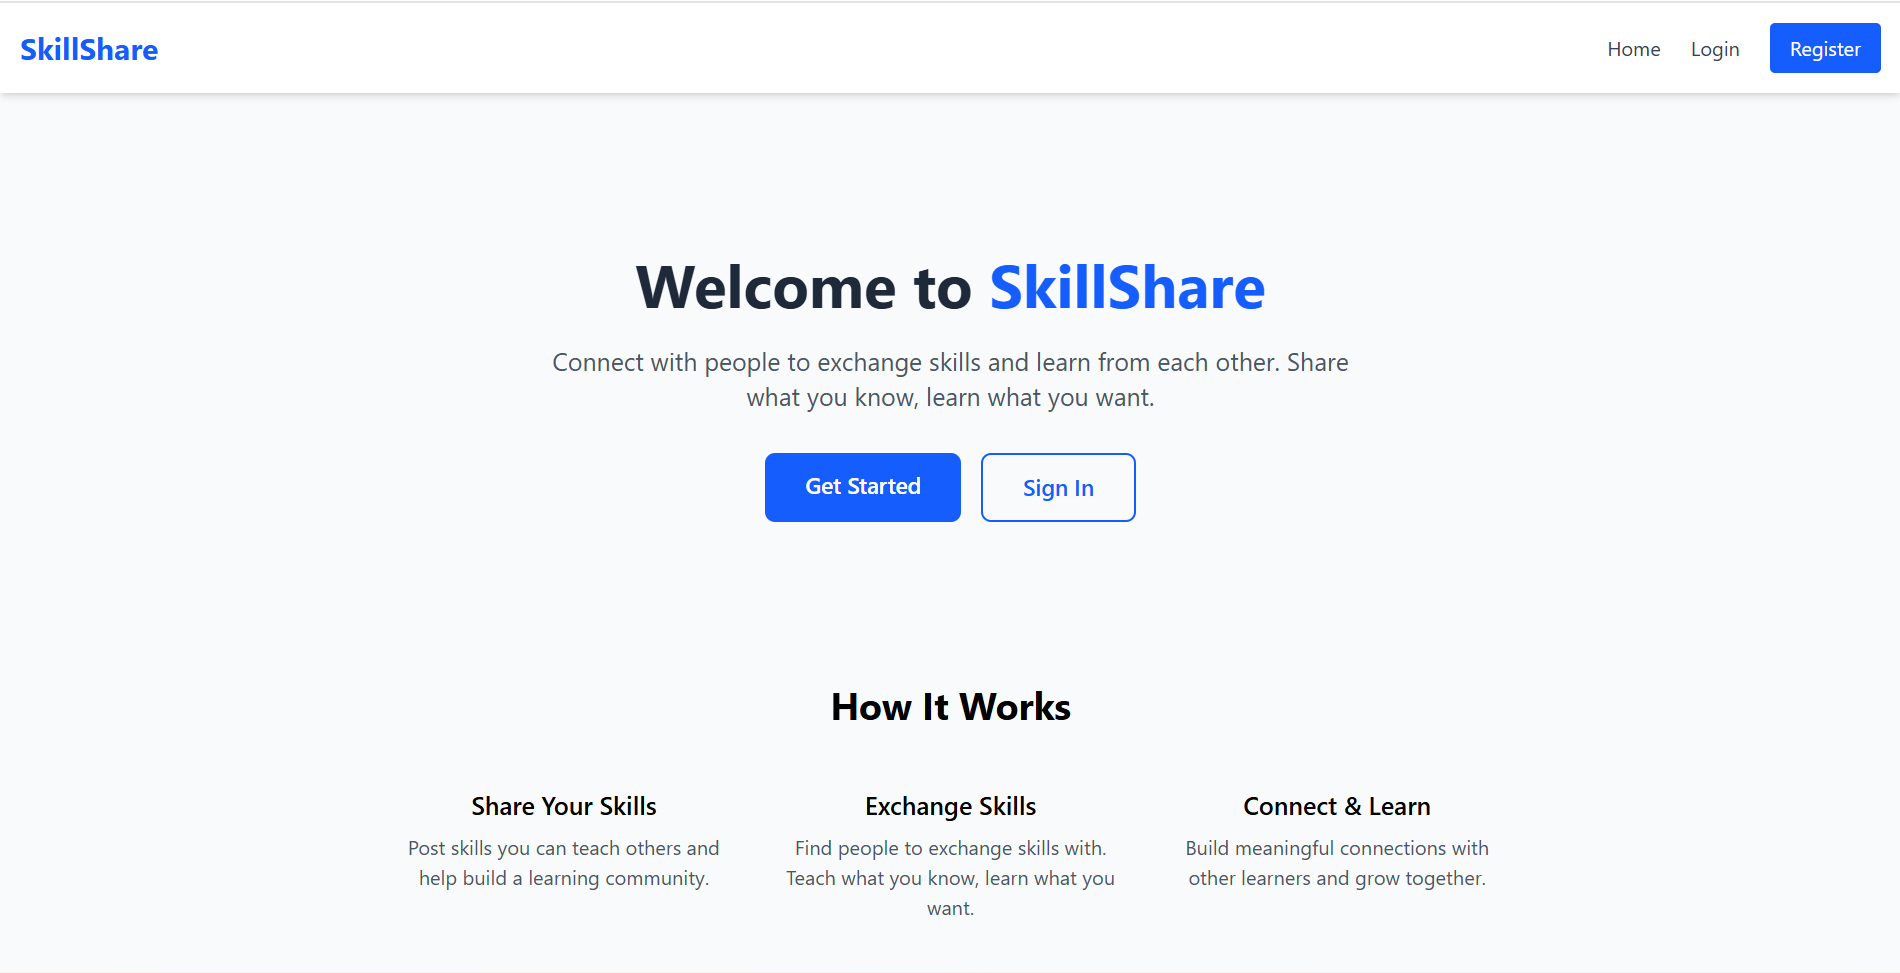 SkillShare
Home
Login
Register
Welcome to SkillShare
Connect with people to exchange skills and learn from each other. Share
what you know, learn what you want.
Get Started
Sign In
How It Works
Share Your Skills
Post skills you can teach others and
help build a learning community.
Exchange Skills
Find people to exchange skills with.
Teach what you know, learn what you
want.
Connect & Learn
Build meaningful connections with
other learners and grow together.